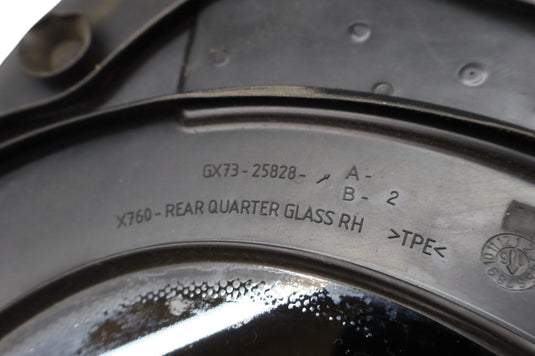 GX73-25828- A-
B- 2
X760-REAR QUARTER GLASS RH >TPE<